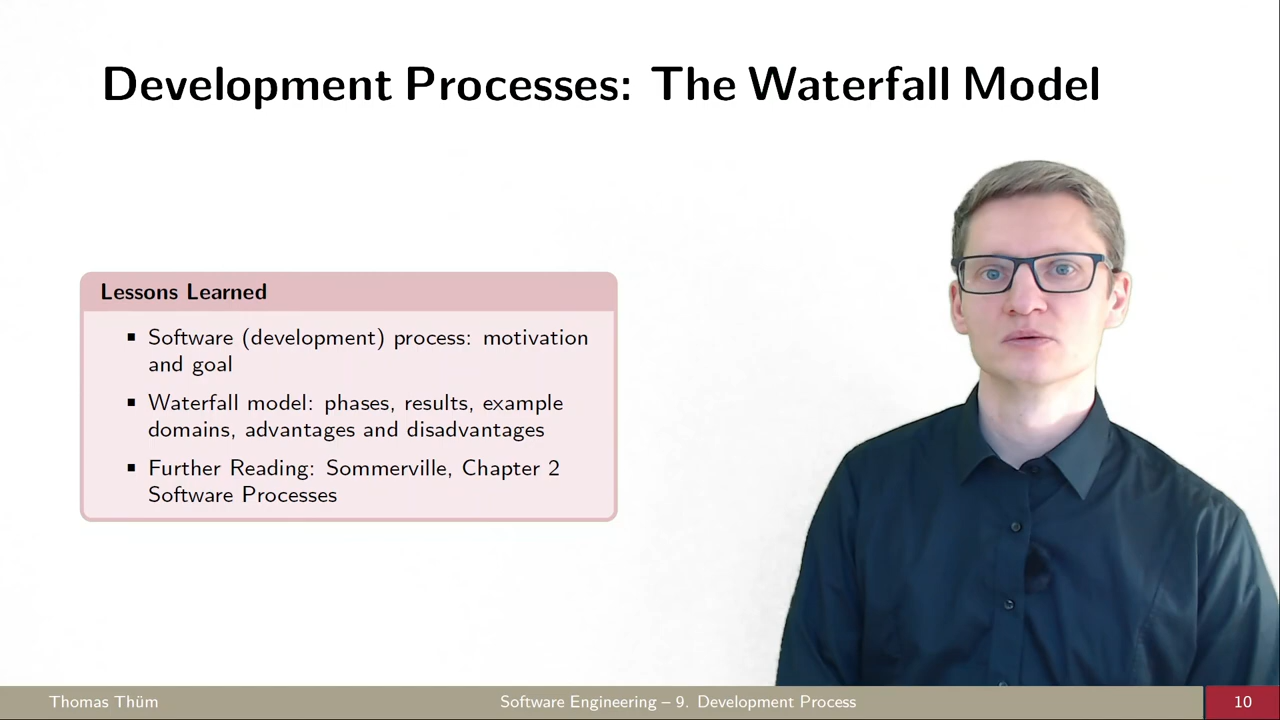 Development Processes: The Waterfall Model
Lessons Learned
▪ Software (development) process: motivation
and goal
▪ Waterfall model: phases, results, example
domains, advantages and disadvantages
▪ Further Reading: Sommerville, Chapter 2
Software Processes
Thomas Thüm
Software Engineering – 9. Development Process
10